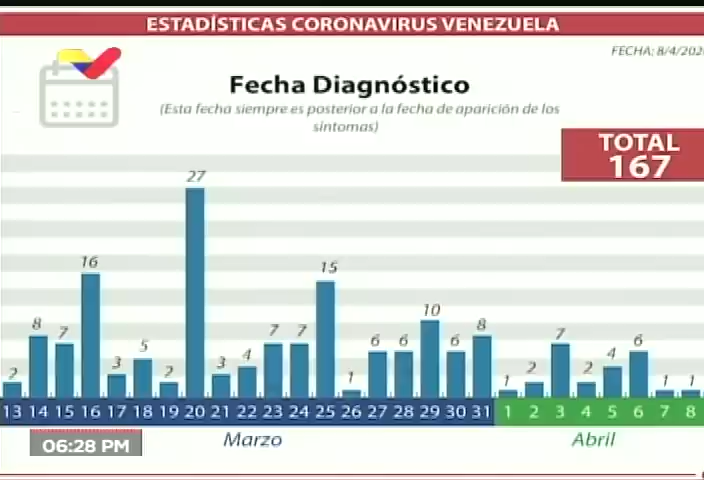 ESTADÍSTICAS CORONAVIRUS VENEZUELA
FECHA: 8/4/202
Fecha Diagnóstico
(Esta fecha siempre es posterior a la fecha de aparición de los
síntomas)
TOTAL
167
2 8 7 16 3 5 2 27 3 4 7 7 15 1 6 6 10 6 8 1 2 7 2 4 6 1 1
13 14 15 16 17 18 19 20 21 22 23 24 25 26 27 28 29 30 31 1 2 3 4 5 6 7 8
06:28 PM
Marzo
Abril